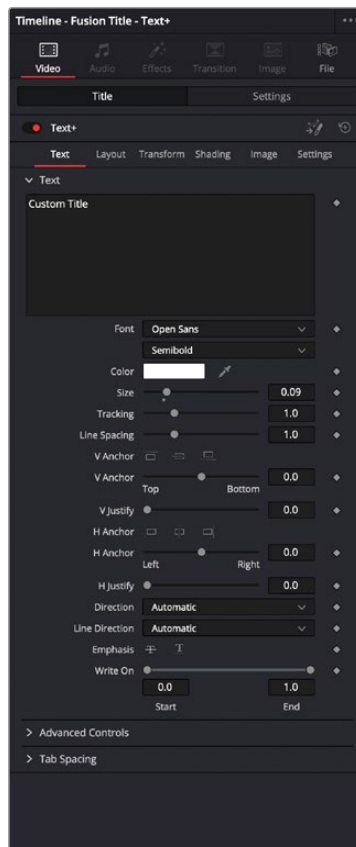 Timeline - Fusion Title - Text+
Video Audio Effects Transition Image File
Title Settings
Text+
Text Layout Transform Shading Image Settings
Text
Custom Title
Font Open Sans
Semibold
Color
Size 0.09
Tracking 1.0
Line Spacing 1.0
V Anchor
V Anchor 0.0
Top Bottom
V Justify 0.0
H Anchor
H Anchor 0.0
Left Right
H Justify 0.0
Direction Automatic
Line Direction Automatic
Emphasis T T
Write On
0.0 1.0
Start End
Advanced Controls
Tab Spacing